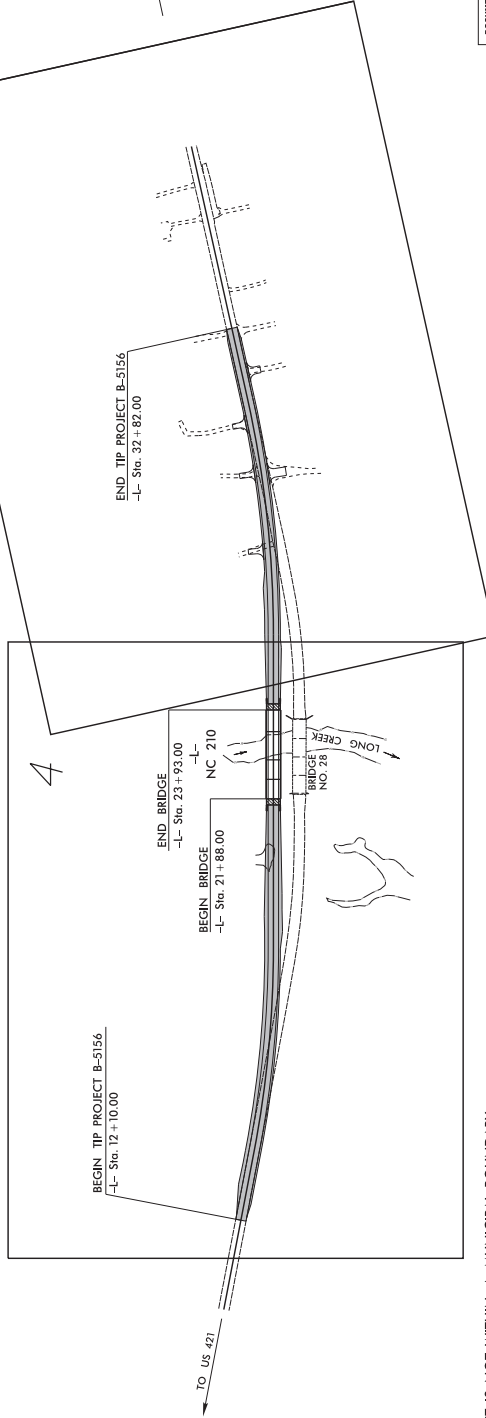 END TIP PROJECT B-5156
-L- Sta. 32 + 82.00
4
END BRIDGE
-L- Sta. 23 + 93.00
-L-
NC 210
BEGIN BRIDGE
-L- Sta. 21 + 88.00
LONG CREEK
BRIDGE
NO. 28
BEGIN TIP PROJECT B-5156
-L- Sta. 12 + 10.00
TO US 421